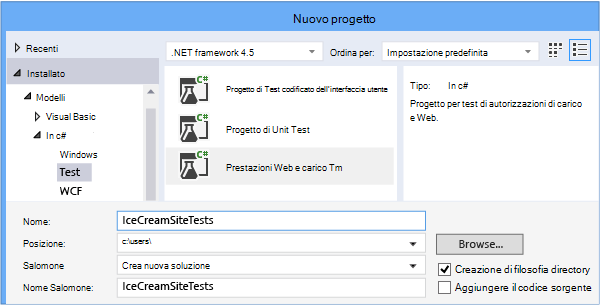 Nuovo progetto
Recenti
.NET framework 4.5
Ordina per:
Impostazione predefinita
Installato
Modelli
Visual Basic
In c#
Windows
Test
WCF
C#
Progetto di Test codificato dell'interfaccia utente
C#
Progetto di Unit Test
C#
Prestazioni Web e carico Tm
Tipo: In c#
Progetto per test di autorizzazioni di carico
e Web.
Nome: IceCreamSiteTests
Posizione: c:\users\
Browse...
Salomone Crea nuova soluzione
Creazione di filosofia directory
Nome Salomone: IceCreamSiteTests
Aggiungere il codice sorgente